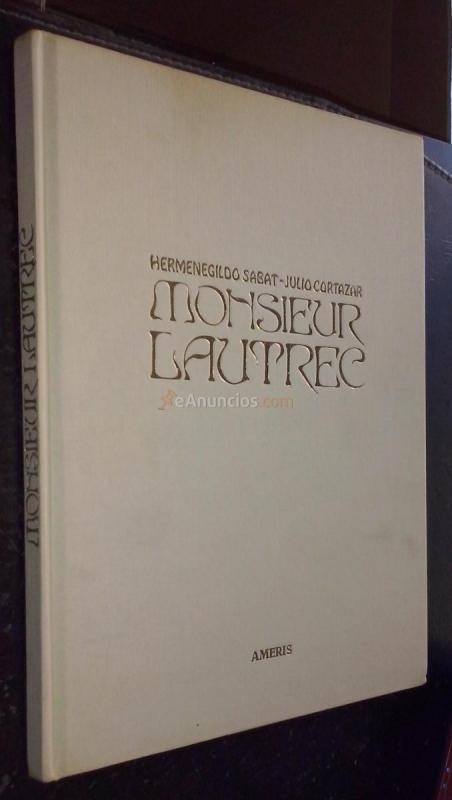 HERMENEGILDO SABAT-JULIO CORTAZAR
MONSIEUR
LAUTREC
eAnuncios.com
AMERIS
MONSIEUR LAUTREC